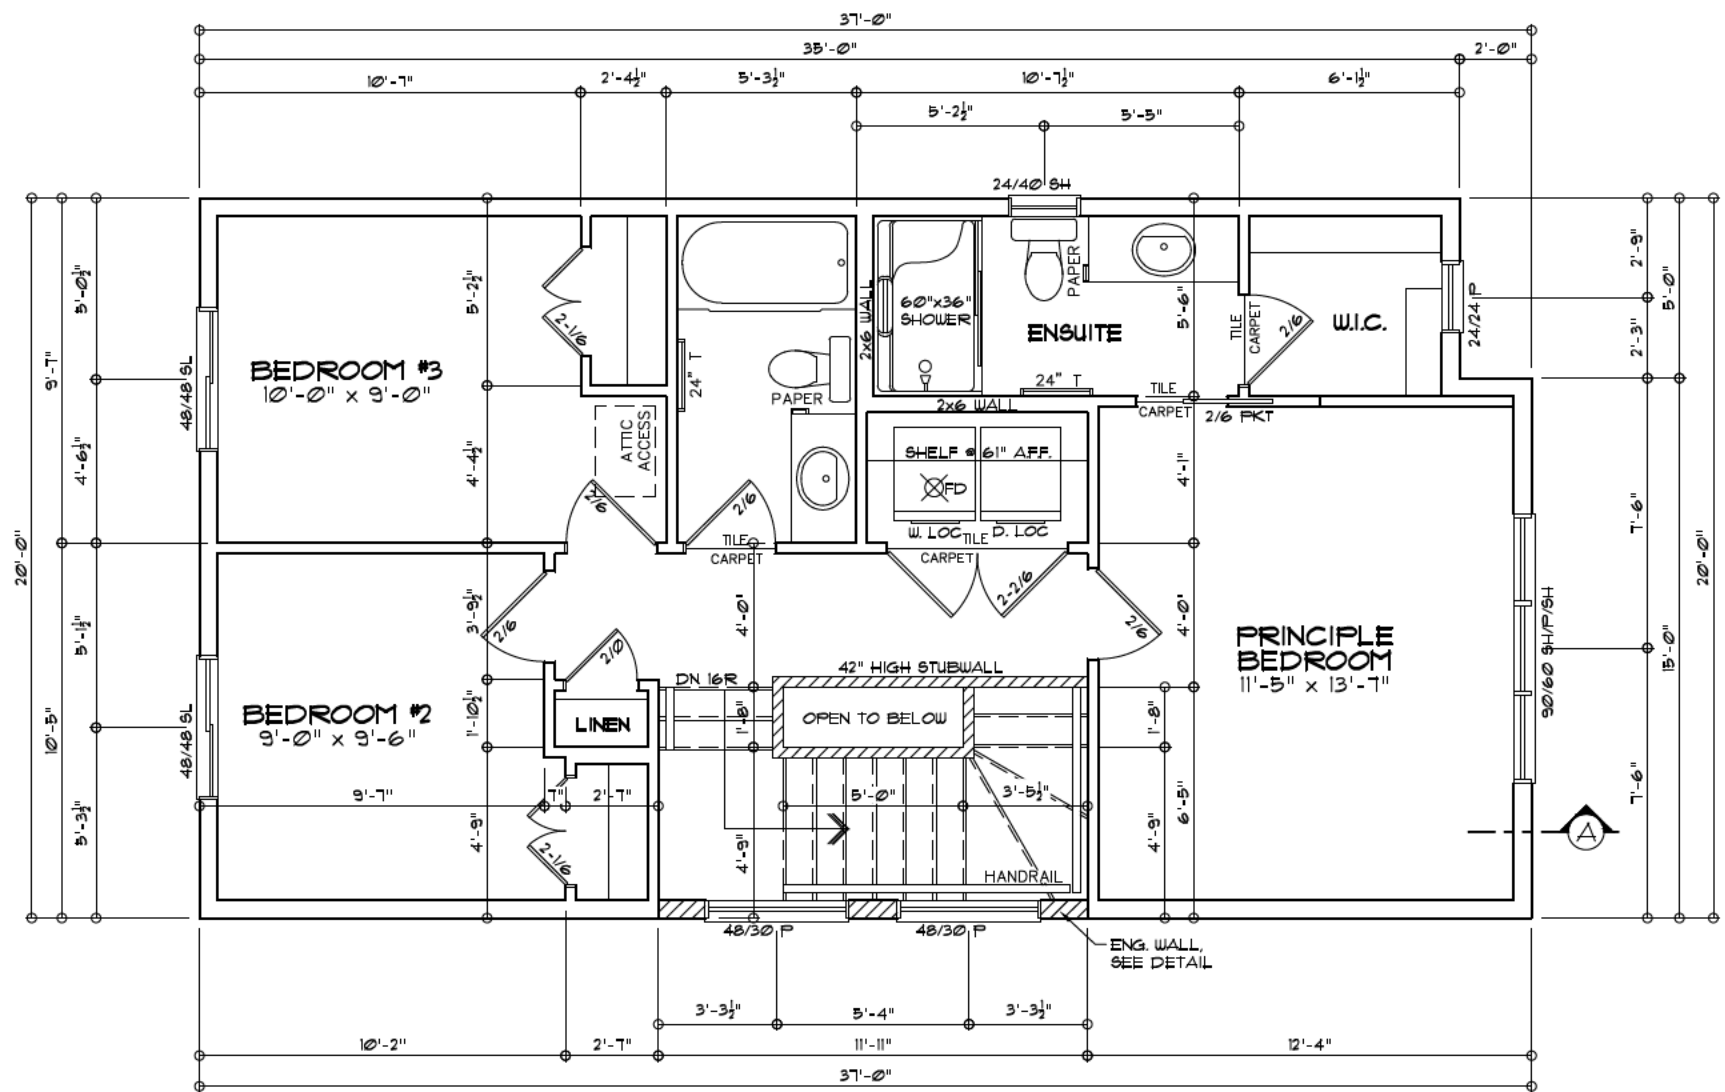 37'-0"
35'-0"
2'-0"
10'-7"
2'-4½"
5'-3½"
10'-7½"
6'-1½"
5'-2½"
5'-5"
24/40 SH
20'-0"
9'-7"
10'-5"
5'-0½"
4'-6½"
5'-1½"
5'-3½"
48/48 SL
48/48 SL
BEDROOM #3
10'-0" x 9'-0"
5'-2½"
4'-4½"
2-1/6
ATTIC
ACCESS
2/6
24" T
PAPER
2/6
TILE
CARPET
2x6 WALL
60"x36"
SHOWER
PAPER
ENSUITE
24" T
2x6 WALL
5'-6"
TILE
CARPET
2/6
W.I.C.
24/24 P
TILE
CARPET
2/6 PKT
SHELF @ 61" A.F.F.
FD
W. LOC
D. LOC
TILE
CARPET
2-2/6
4'-1"
4'-0"
2/6
PRINCIPLE
BEDROOM
11'-5" x 13'-7"
90/60 SH/P/SH
2'-9"
2'-3"
5'-0"
7'-6"
7'-6"
15'-0"
20'-0"
BEDROOM #2
9'-0" x 9'-6"
3'-9½"
2/6
2/0
LINEN
1'-10½"
4'-9"
9'-7"
7"
2'-7"
2-1/6
4'-0"
DN 16R
42" HIGH STUBWALL
OPEN TO BELOW
1'-8"
4'-9"
5'-0"
3'-5½"
HANDRAIL
1'-8"
4'-9"
6'-5"
A
48/30 P
48/30 P
ENG. WALL,
SEE DETAIL
3'-3½"
5'-4"
3'-3½"
10'-2"
2'-7"
11'-11"
12'-4"
37'-0"